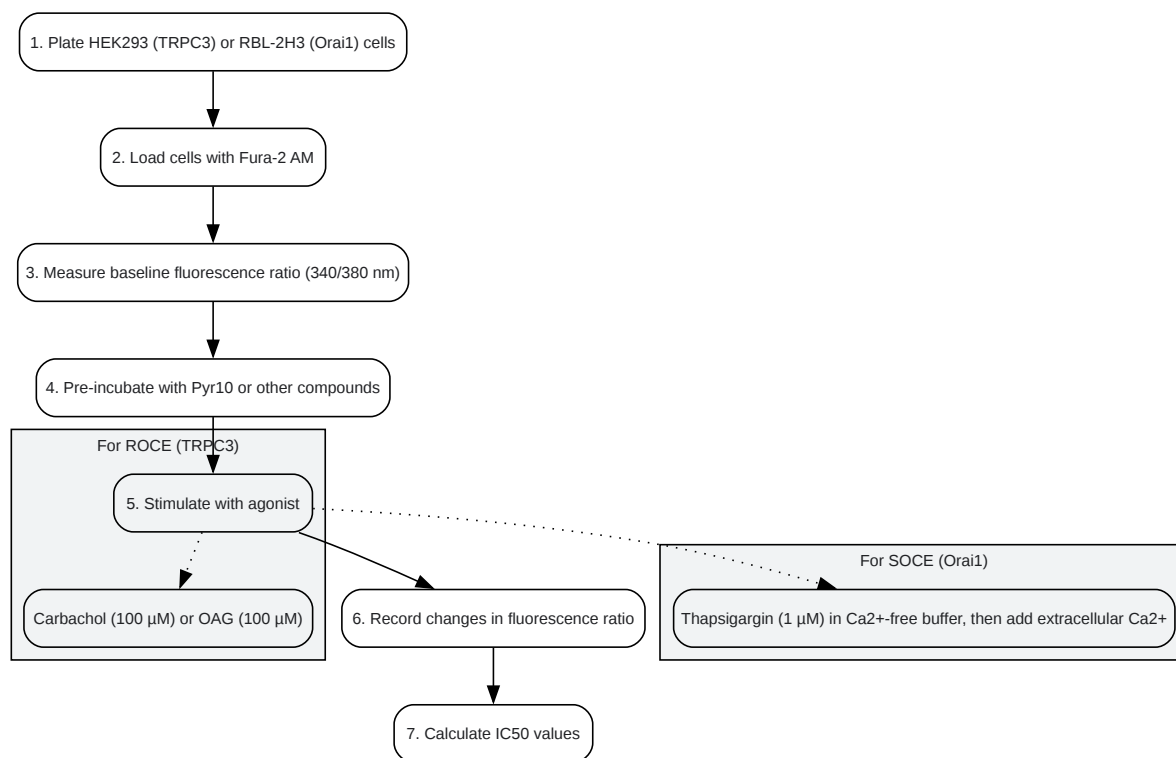 1. Plate HEK293 (TRPC3) or RBL-2H3 (Orai1) cells
2. Load cells with Fura-2 AM
3. Measure baseline fluorescence ratio (340/380 nm)
4. Pre-incubate with Pyr10 or other compounds
For ROCE (TRPC3)
5. Stimulate with agonist
For SOCE (Orai1)
Carbachol (100 µM) or OAG (100 µM)
6. Record changes in fluorescence ratio
Thapsigargin (1 µM) in Ca2+-free buffer, then add extracellular Ca2+
7. Calculate IC50 values